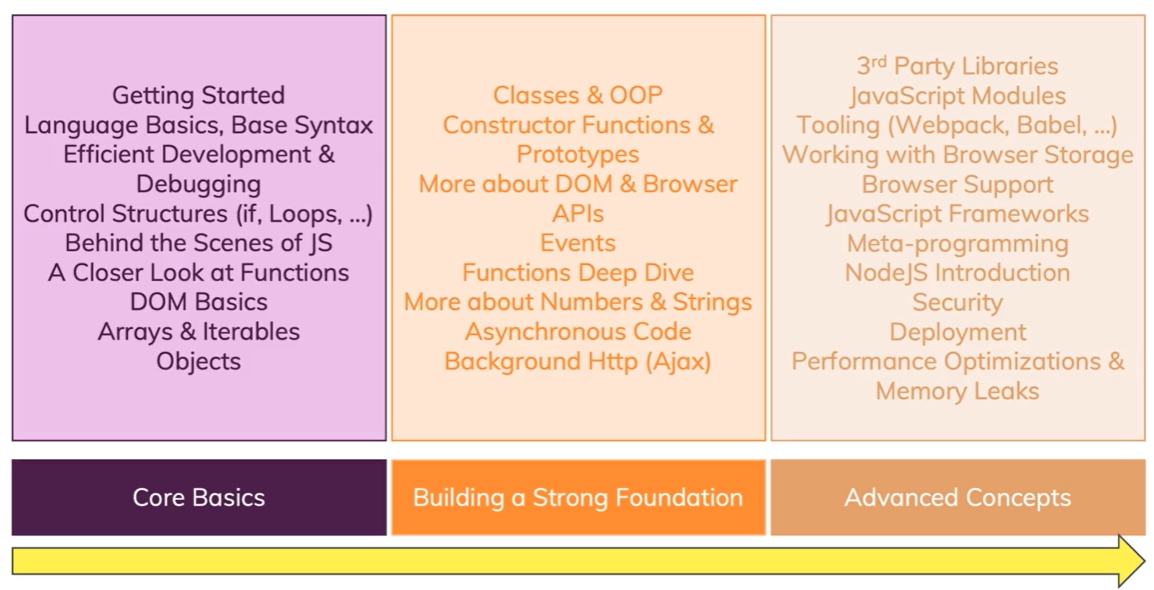 Getting Started
Language Basics, Base Syntax
Efficient Development &
Debugging
Control Structures (if, Loops, ...)
Behind the Scenes of JS
A Closer Look at Functions
DOM Basics
Arrays & Iterables
Objects
Core Basics
Classes & OOP
Constructor Functions &
Prototypes
More about DOM & Browser
APIs
Events
Functions Deep Dive
More about Numbers & Strings
Asynchronous Code
Background Http (Ajax)
Building a Strong Foundation
3rd Party Libraries
JavaScript Modules
Tooling (Webpack, Babel, ...)
Working with Browser Storage
Browser Support
JavaScript Frameworks
Meta-programming
NodeJS Introduction
Security
Deployment
Performance Optimizations &
Memory Leaks
Advanced Concepts